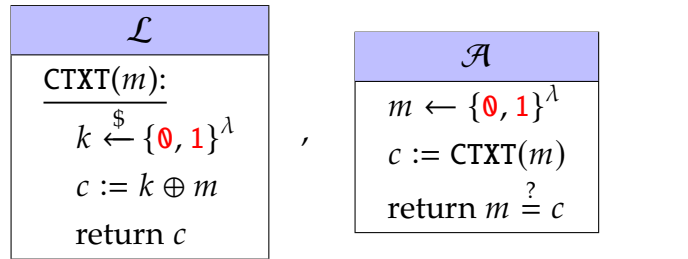 ℒ
CTXT(m):
k ←$ {0, 1}^λ
c := k ⊕ m
return c
,
𝒜
m ← {0, 1}^λ
c := CTXT(m)
return m ≟ c